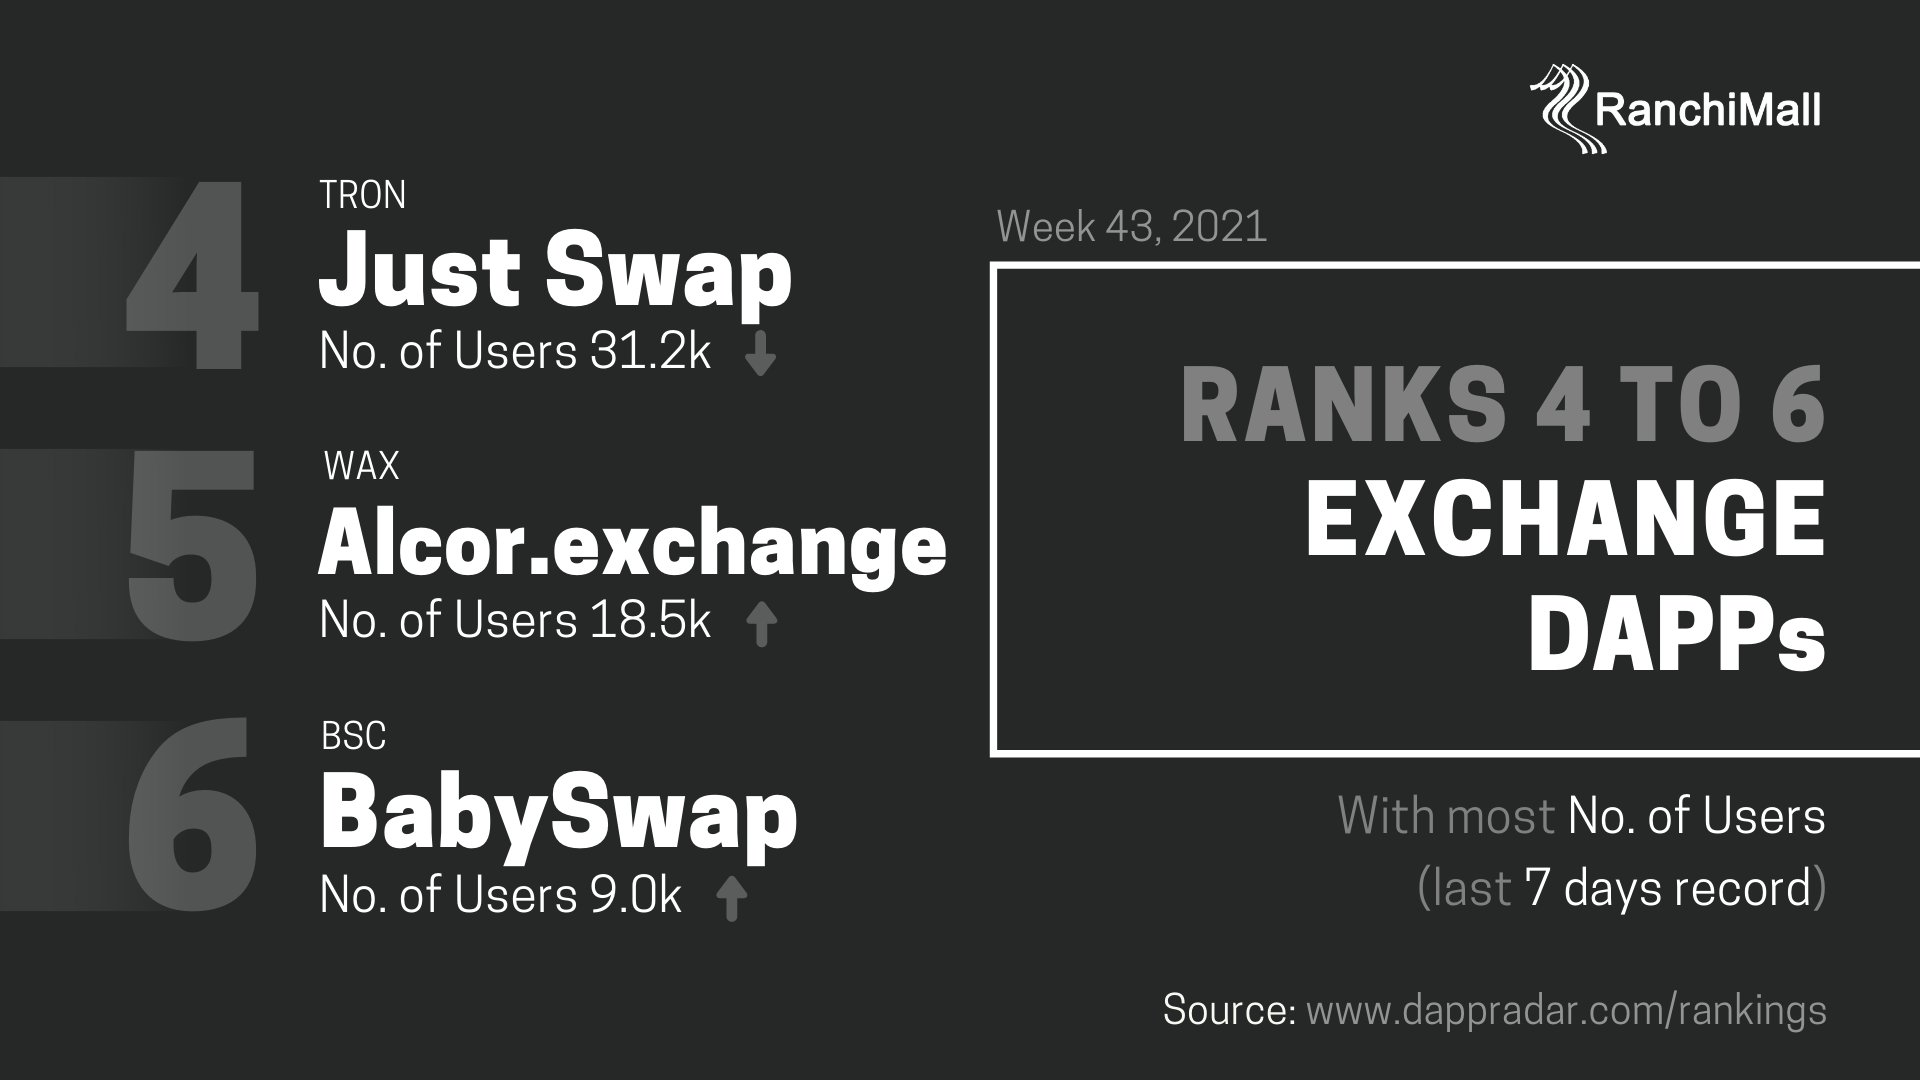 RanchiMall
4
TRON
Just Swap
No. of Users 31.2k
5
WAX
Alcor.exchange
No. of Users 18.5k
6
BSC
BabySwap
No. of Users 9.0k
Week 43, 2021
RANKS 4 TO 6
EXCHANGE
DAPPs
With most No. of Users
(last 7 days record)
Source: www.dappradar.com/rankings